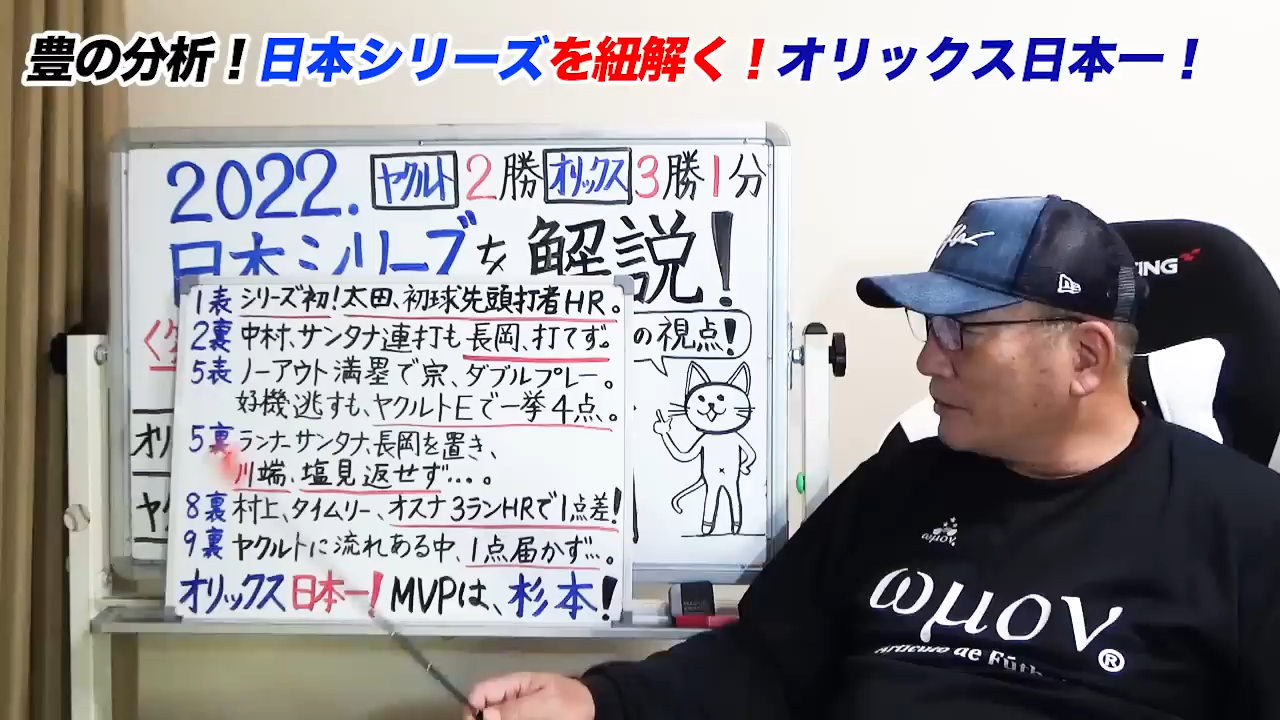 豊の分析！日本シリーズを紐解く！オリックス日本一！
2022. ヤクルト 2勝 オリックス 3勝1分
日本シリーズを解説！
の視点！
1表 シリーズ初！太田、初球先頭打者HR。
2裏 中村、サンタナ連打も長岡、打てず。
5表 ノーアウト満塁で宗、ダブルプレー。
好機逃すも、ヤクルトEで一挙4点。
5裏 ランナーサンタナ、長岡を置き、
川端、塩見返せず…。
8裏 村上、タイムリー、オスナ3ランHRで1点差！
9裏 ヤクルトに流れある中、1点届かず…。
オリックス日本一！MVPは、杉本！
オリ
ヤク
ωμον
ωμον®
Articulo de Fútb